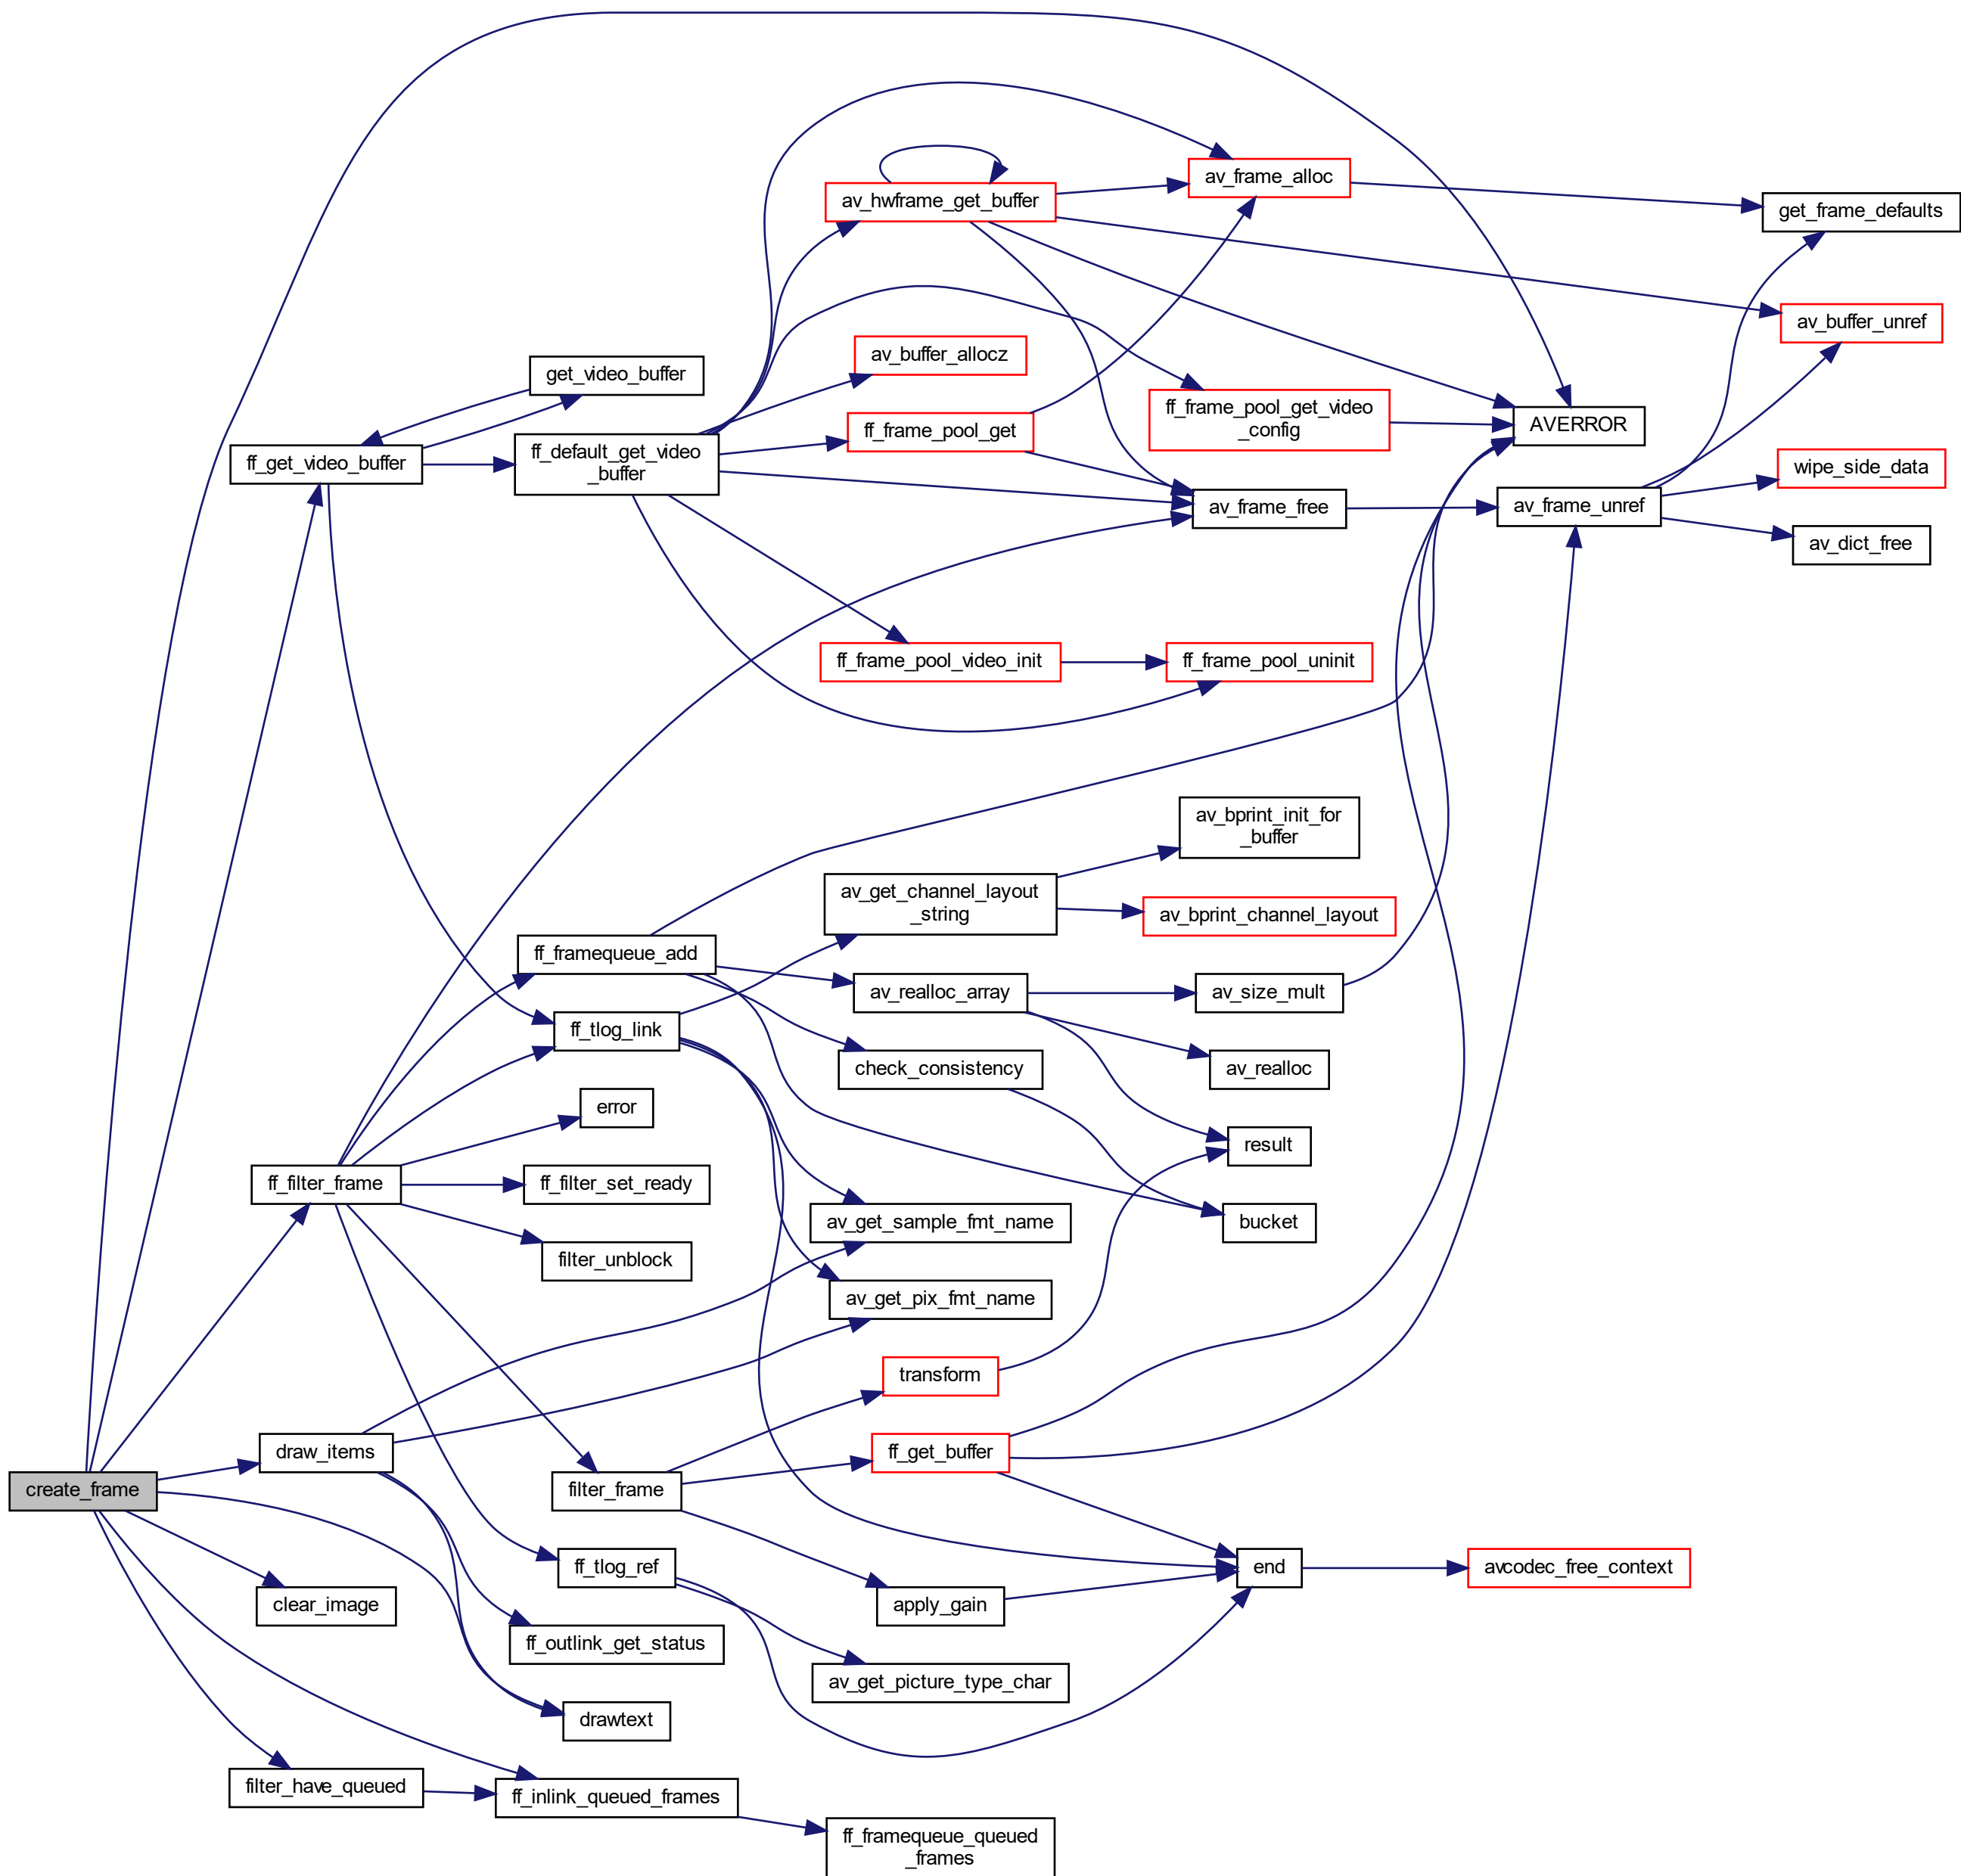 create_frame
AVERROR
ff_get_video_buffer
get_video_buffer
ff_default_get_video
_buffer
av_hwframe_get_buffer
av_frame_alloc
get_frame_defaults
av_buffer_unref
av_buffer_allocz
ff_frame_pool_get_video
_config
ff_frame_pool_get
av_frame_free
av_frame_unref
wipe_side_data
av_dict_free
ff_frame_pool_video_init
ff_frame_pool_uninit
ff_filter_frame
ff_framequeue_add
ff_tlog_link
error
ff_filter_set_ready
filter_unblock
av_get_channel_layout
_string
av_bprint_init_for
_buffer
av_bprint_channel_layout
av_realloc_array
av_size_mult
av_realloc
check_consistency
result
bucket
av_get_sample_fmt_name
av_get_pix_fmt_name
draw_items
filter_frame
transform
ff_get_buffer
apply_gain
end
avcodec_free_context
ff_tlog_ref
av_get_picture_type_char
clear_image
ff_outlink_get_status
drawtext
filter_have_queued
ff_inlink_queued_frames
ff_framequeue_queued
_frames